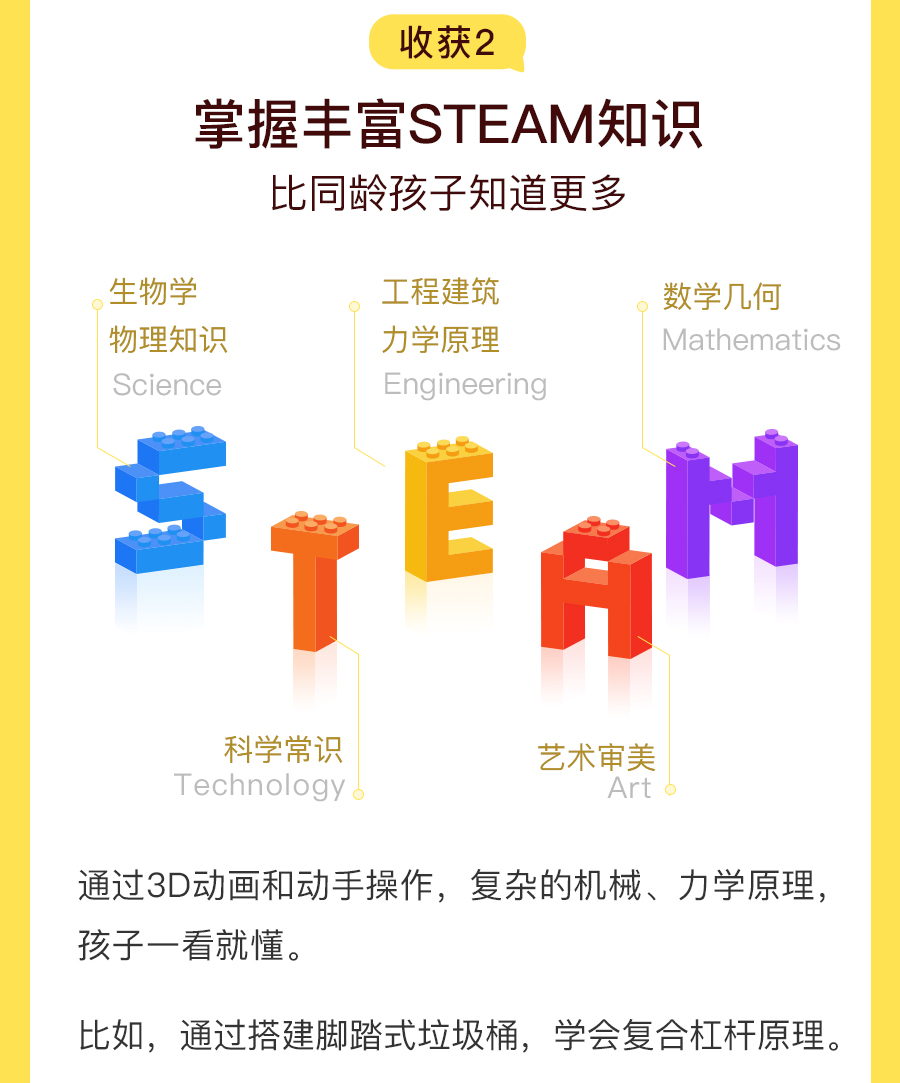 收获2
掌握丰富STEAM知识
比同龄孩子知道更多
生物学
物理知识
Science
工程建筑
力学原理
Engineering
数学几何
Mathematics
STEAM
科学常识
Technology
艺术审美
Art
通过3D动画和动手操作，复杂的机械、力学原理，
孩子一看就懂。
比如，通过搭建脚踏式垃圾桶，学会复合杠杆原理。